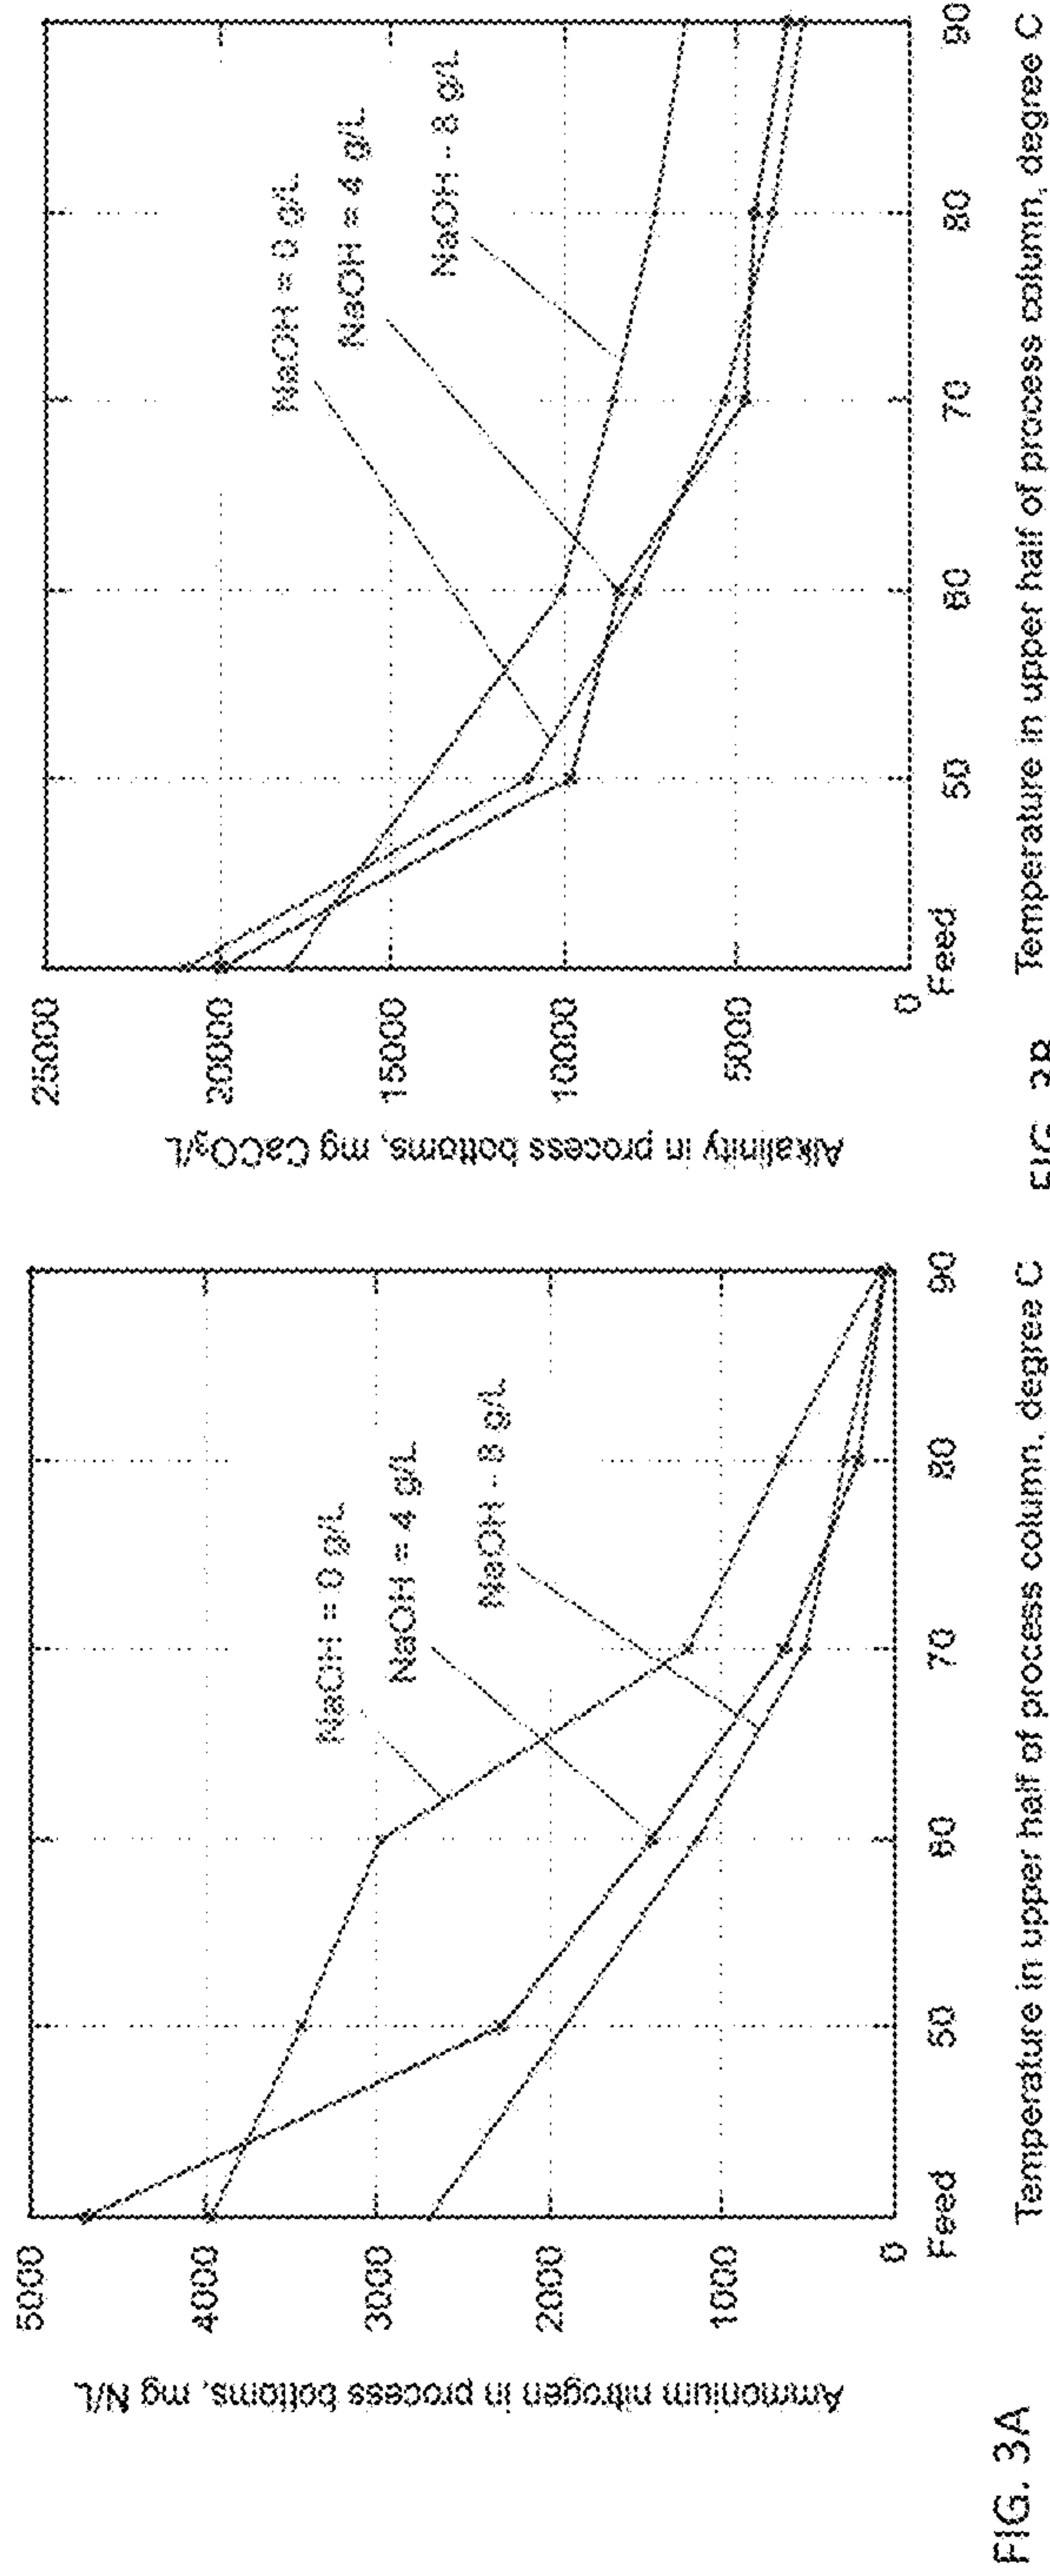 Ammonium nitrogen in process bottoms, mg N/L
5000
4000
3000
2000
1000
0
NaOH = 0 g/L
NaOH = 4 g/L
NaOH - 8 g/L
Feed
50
60
70
80
90
Temperature in upper half of process column, degree C
FIG. 3A
Alkalinity in process bottoms, mg CaCO₃/L
25000
20000
15000
10000
5000
0
NaOH = 0 g/L
NaOH = 4 g/L
NaOH - 8 g/L
Feed
50
60
70
80
90
Temperature in upper half of process column, degree C
FIG.